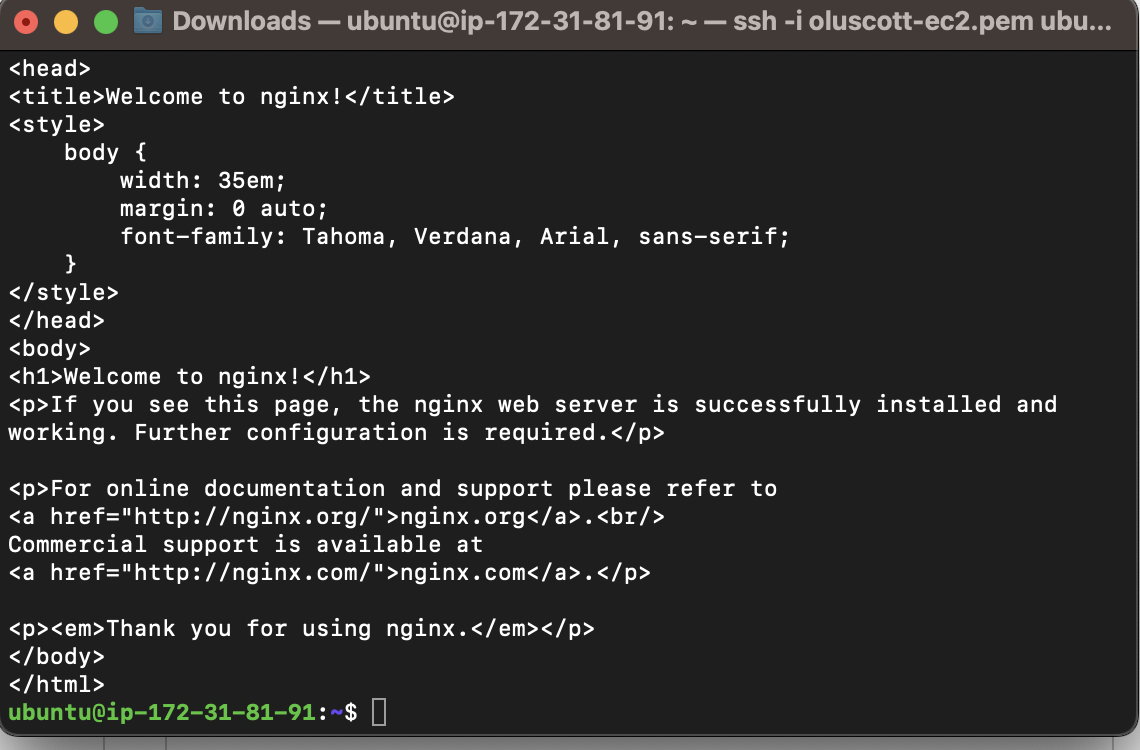 Downloads — ubuntu@ip-172-31-81-91: ~ — ssh -i oluscott-ec2.pem ubu...
<head>
<title>Welcome to nginx!</title>
<style>
    body {
        width: 35em;
        margin: 0 auto;
        font-family: Tahoma, Verdana, Arial, sans-serif;
    }
</style>
</head>
<body>
<h1>Welcome to nginx!</h1>
<p>If you see this page, the nginx web server is successfully installed and
working. Further configuration is required.</p>

<p>For online documentation and support please refer to
<a href="http://nginx.org/">nginx.org</a>.<br/>
Commercial support is available at
<a href="http://nginx.com/">nginx.com</a>.</p>

<p><em>Thank you for using nginx.</em></p>
</body>
</html>
ubuntu@ip-172-31-81-91:~$